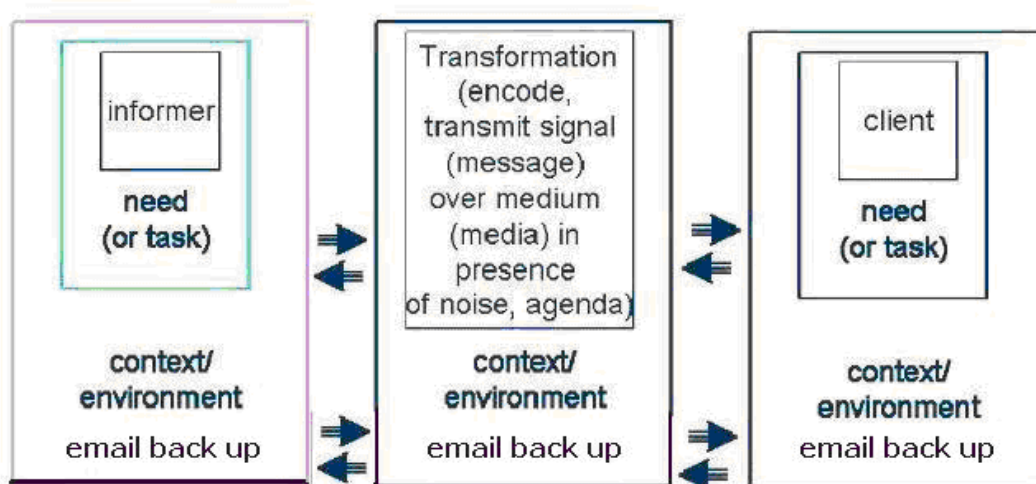 informer
need
(or task)
context/
environment
email back up
Transformation
(encode,
transmit signal
(message)
over medium
(media) in
presence
of noise, agenda)
context/
environment
email back up
client
need
(or task)
context/
environment
email back up